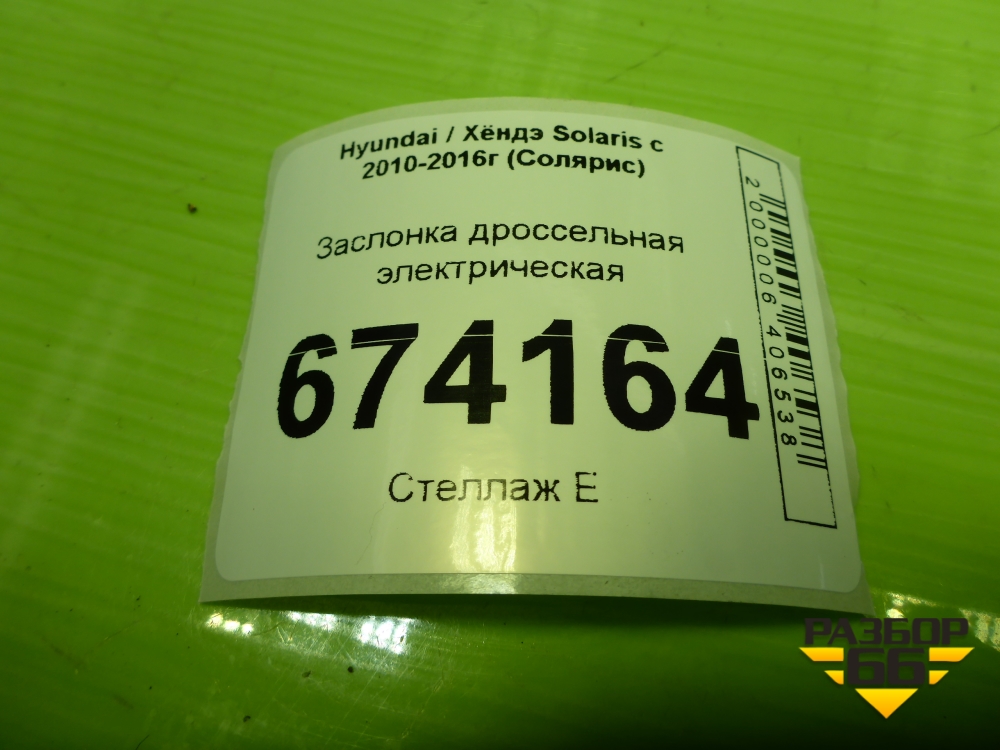 Hyundai / Хёндэ Solaris с
2010-2016г (Солярис)
Заслонка дроссельная
электрическая
674164
Стеллаж Е
2000006406538
РАЗБОР
66